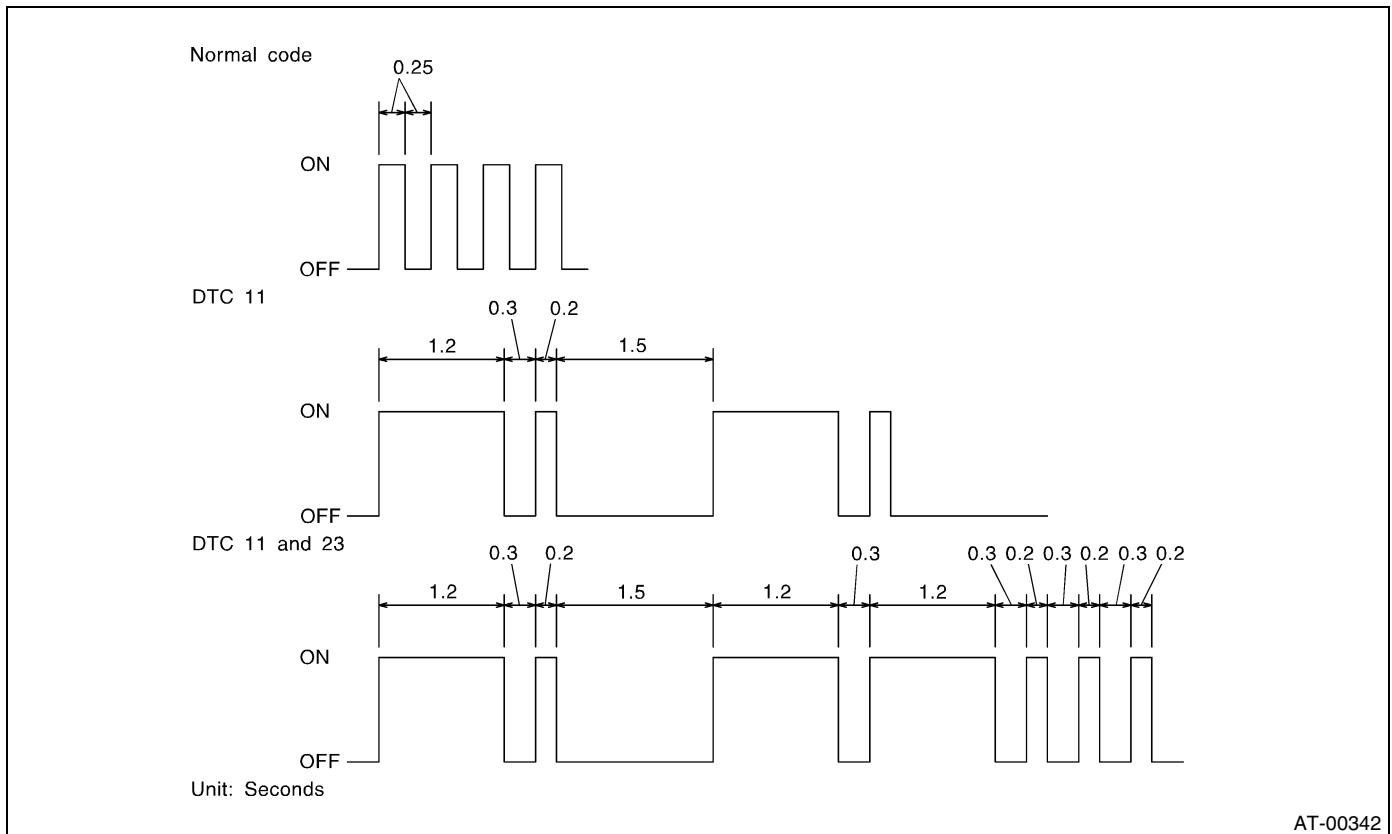 Normal code
0.25
ON
OFF
DTC 11
0.3 0.2
1.2 1.5
ON
OFF
DTC 11 and 23
0.3 0.2 0.3 0.3 0.2 0.3 0.2 0.3 0.2
1.2 1.5 1.2 1.2
ON
OFF
Unit: Seconds
AT-00342